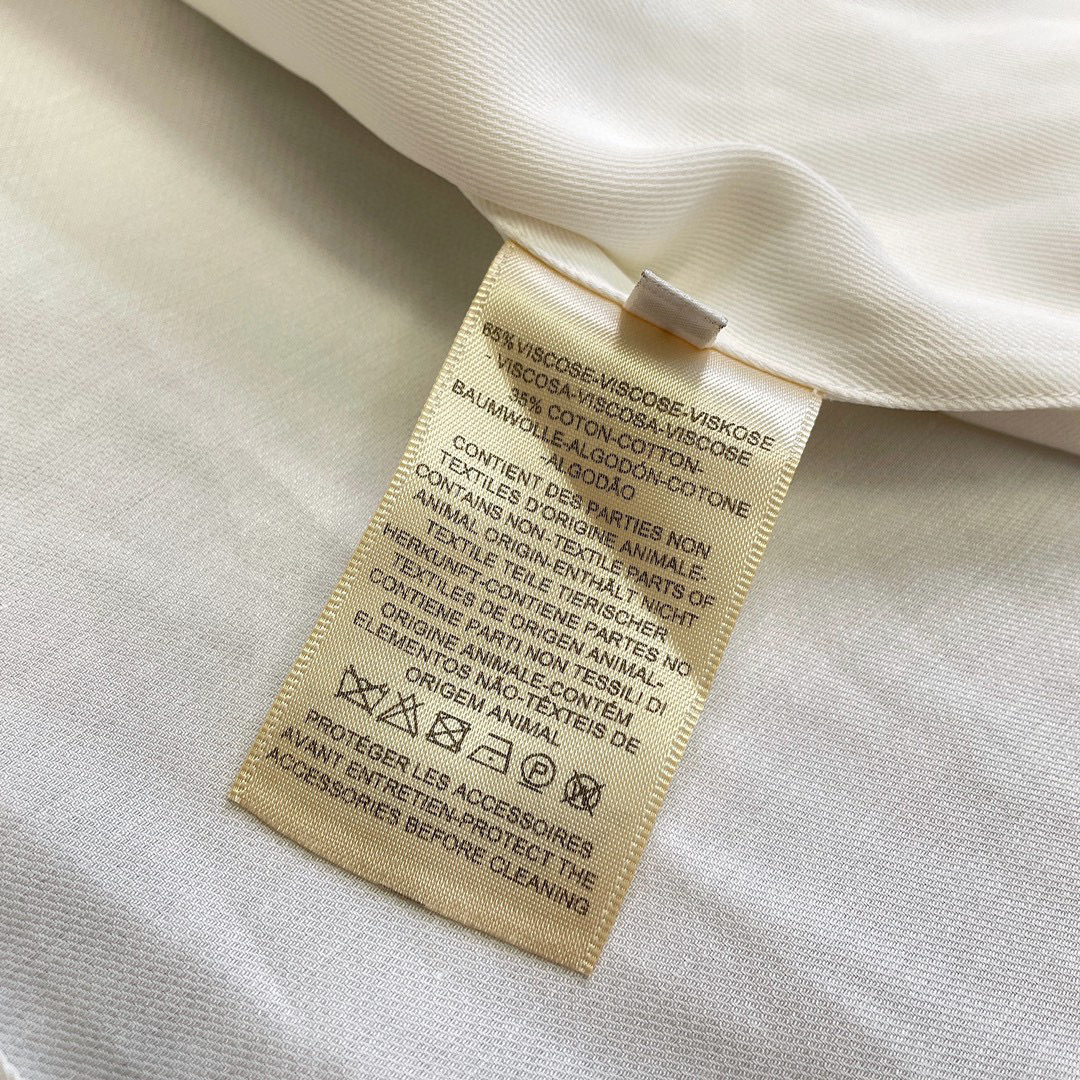 65% VISCOSE-VISCOSE-VISKOSE
- VISCOSA-VISCOSA-VISCOSE
35% COTON-COTTON-
BAUMWOLLE-ALGODÓN-COTONE
- ALGODÃO
CONTIENT DES PARTIES NON
TEXTILES D'ORIGINE ANIMALE-
CONTAINS NON-TEXTILE PARTS OF
ANIMAL ORIGIN-ENTHÄLT NICHT
TEXTILE TEILE TIERISCHER
HERKUNFT-CONTIENE PARTES NO
TEXTILES DE ORIGEN ANIMAL-
CONTIENE PARTI NON TESSILI DI
ORIGINE ANIMALE-CONTÉM
ELEMENTOS NÃO-TÊXTEIS DE
ORIGEM ANIMAL
P
PROTÉGER LES ACCESSOIRES
AVANT ENTRETIEN-PROTECT THE
ACCESSORIES BEFORE CLEANING